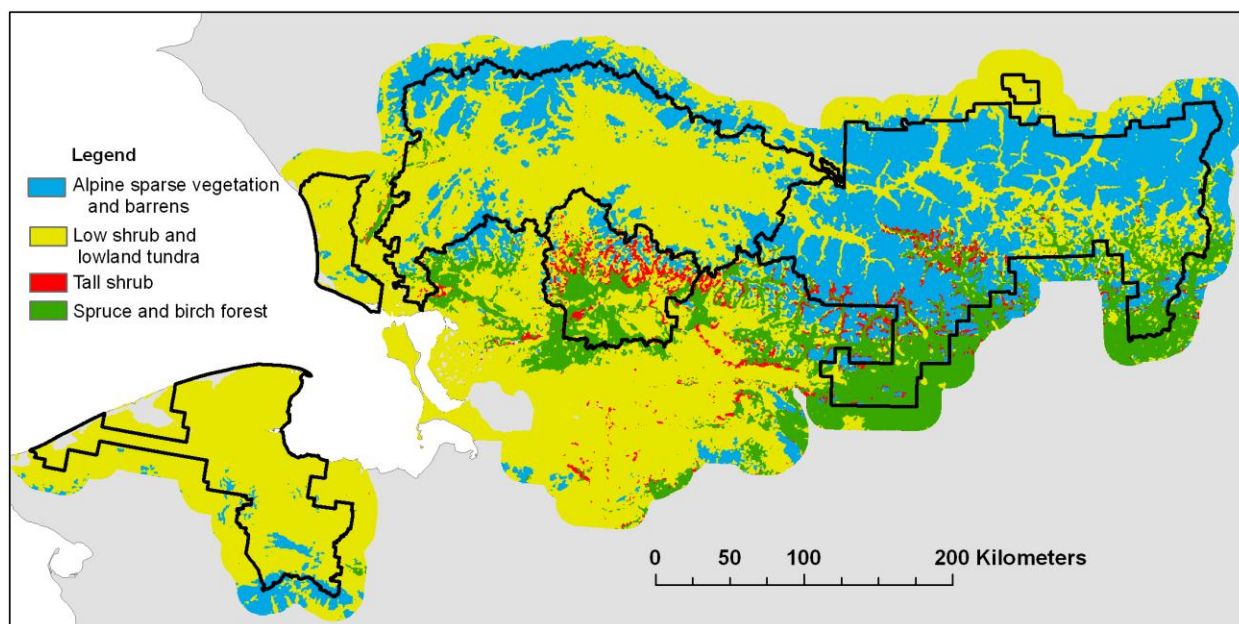 Legend
Alpine sparse vegetation
and barrens
Low shrub and
lowland tundra
Tall shrub
Spruce and birch forest
0 50 100 200 Kilometers